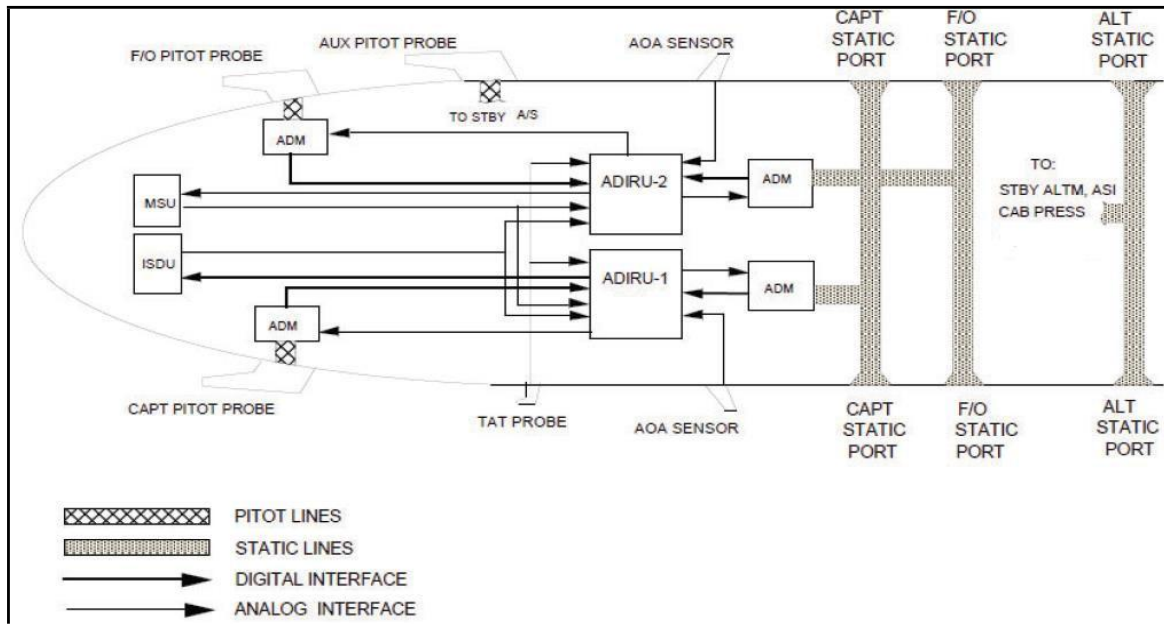 CAPT
STATIC
PORT
F/O
STATIC
PORT
ALT
STATIC
PORT
AUX PITOT PROBE
AOA SENSOR
F/O PITOT PROBE
TO STBY A/S
ADM
ADIRU-2
ADM
TO:
STBY ALTM, ASI
CAB PRESS
MSU
ISDU
ADIRU-1
ADM
ADM
CAPT PITOT PROBE
TAT PROBE
AOA SENSOR
CAPT
STATIC
PORT
F/O
STATIC
PORT
ALT
STATIC
PORT
PITOT LINES
STATIC LINES
DIGITAL INTERFACE
ANALOG INTERFACE